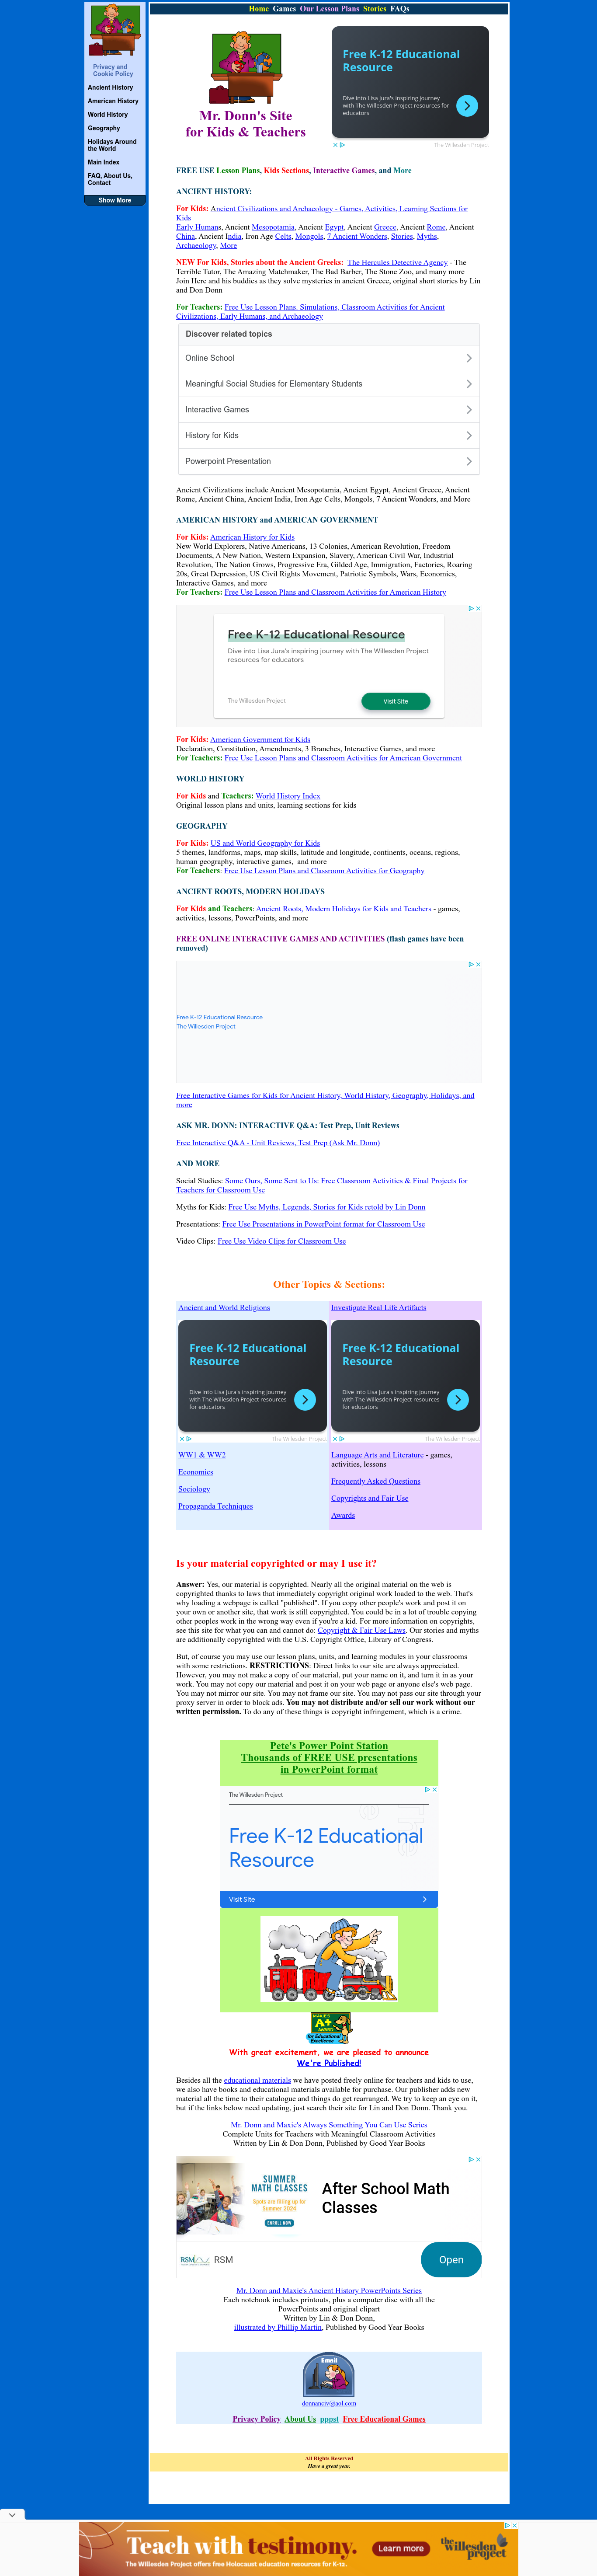 Home Games Our Lesson Plans Stories FAQs
Privacy and
Cookie Policy
Ancient History
American History
World History
Geography
Holidays Around
the World
Main Index
FAQ, About Us,
Contact
Show More
Mr. Donn's Site
for Kids & Teachers
Free K-12 Educational
Resource
Dive into Lisa Jura's inspiring journey
with The Willesden Project resources for
educators
The Willesden Project
FREE USE Lesson Plans, Kids Sections, Interactive Games, and More
ANCIENT HISTORY:
For Kids: Ancient Civilizations and Archaeology - Games, Activities, Learning Sections for
Kids
Early Humans, Ancient Mesopotamia, Ancient Egypt, Ancient Greece, Ancient Rome, Ancient
China, Ancient India, Iron Age Celts, Mongols, 7 Ancient Wonders, Stories, Myths,
Archaeology, More
NEW For Kids, Stories about the Ancient Greeks: The Hercules Detective Agency - The
Terrible Tutor, The Amazing Matchmaker, The Bad Barber, The Stone Zoo, and many more
Join Herc and his buddies as they solve mysteries in ancient Greece, original short stories by Lin
and Don Donn
For Teachers: Free Use Lesson Plans, Simulations, Classroom Activities for Ancient
Civilizations, Early Humans, and Archaeology
Discover related topics
Online School
Meaningful Social Studies for Elementary Students
Interactive Games
History for Kids
Powerpoint Presentation
Ancient Civilizations include Ancient Mesopotamia, Ancient Egypt, Ancient Greece, Ancient
Rome, Ancient China, Ancient India, Iron Age Celts, Mongols, 7 Ancient Wonders, and More
AMERICAN HISTORY and AMERICAN GOVERNMENT
For Kids: American History for Kids
New World Explorers, Native Americans, 13 Colonies, American Revolution, Freedom
Documents, A New Nation, Western Expansion, Slavery, American Civil War, Industrial
Revolution, The Nation Grows, Progressive Era, Gilded Age, Immigration, Factories, Roaring
20s, Great Depression, US Civil Rights Movement, Patriotic Symbols, Wars, Economics,
Interactive Games, and more
For Teachers: Free Use Lesson Plans and Classroom Activities for American History
Free K-12 Educational Resource
Dive into Lisa Jura's inspiring journey with The Willesden Project
resources for educators
The Willesden Project
Visit Site
For Kids: American Government for Kids
Declaration, Constitution, Amendments, 3 Branches, Interactive Games, and more
For Teachers: Free Use Lesson Plans and Classroom Activities for American Government
WORLD HISTORY
For Kids and Teachers: World History Index
Original lesson plans and units, learning sections for kids
GEOGRAPHY
For Kids: US and World Geography for Kids
5 themes, landforms, maps, map skills, latitude and longitude, continents, oceans, regions,
human geography, interactive games, and more
For Teachers: Free Use Lesson Plans and Classroom Activities for Geography
ANCIENT ROOTS, MODERN HOLIDAYS
For Kids and Teachers: Ancient Roots, Modern Holidays for Kids and Teachers - games,
activities, lessons, PowerPoints, and more
FREE ONLINE INTERACTIVE GAMES AND ACTIVITIES (flash games have been
removed)
Free K-12 Educational Resource
The Willesden Project
Free Interactive Games for Kids for Ancient History, World History, Geography, Holidays, and
more
ASK MR. DONN: INTERACTIVE Q&A: Test Prep, Unit Reviews
Free Interactive Q&A - Unit Reviews, Test Prep (Ask Mr. Donn)
AND MORE
Social Studies: Some Ours, Some Sent to Us: Free Classroom Activities & Final Projects for
Teachers for Classroom Use
Myths for Kids: Free Use Myths, Legends, Stories for Kids retold by Lin Donn
Presentations: Free Use Presentations in PowerPoint format for Classroom Use
Video Clips: Free Use Video Clips for Classroom Use
Other Topics & Sections:
Ancient and World Religions
Free K-12 Educational
Resource
Dive into Lisa Jura's inspiring journey
with The Willesden Project resources
for educators
The Willesden Project
WW1 & WW2
Economics
Sociology
Propaganda Techniques
Investigate Real Life Artifacts
Free K-12 Educational
Resource
Dive into Lisa Jura's inspiring journey
with The Willesden Project resources
for educators
The Willesden Project
Language Arts and Literature - games,
activities, lessons
Frequently Asked Questions
Copyrights and Fair Use
Awards
Is your material copyrighted or may I use it?
Answer: Yes, our material is copyrighted. Nearly all the original material on the web is
copyrighted thanks to laws that immediately copyright original work loaded to the web. That's
why loading a webpage is called "published". If you copy other people's work and post it on
your own or another site, that work is still copyrighted. You could be in a lot of trouble copying
other peoples work in the wrong way even if you're a kid. For more information on copyrights,
see this site for what you can and cannot do: Copyright & Fair Use Laws. Our stories and myths
are additionally copyrighted with the U.S. Copyright Office, Library of Congress.
But, of course you may use our lesson plans, units, and learning modules in your classrooms
with some restrictions. RESTRICTIONS: Direct links to our site are always appreciated.
However, you may not make a copy of our material, put your name on it, and turn it in as your
work. You may not copy our material and put it on your web page or anyone else's web page.
You may not mirror our site. You may not frame our site. You may not pass our site through your
proxy server in order to block ads. You may not distribute and/or sell our work without our
written permission. To do any of these things is copyright infringement, which is a crime.
Pete's Power Point Station
Thousands of FREE USE presentations
in PowerPoint format
The Willesden Project
Free K-12 Educational
Resource
Visit Site
A+
AWARD
for Educational
Excellence
With great excitement, we are pleased to announce
We're Published!
Besides all the educational materials we have posted freely online for teachers and kids to use,
we also have books and educational materials available for purchase. Our publisher adds new
material all the time to their catalogue and things do get rearranged. We try to keep an eye on it,
but if the links below need updating, just search their site for Lin and Don Donn. Thank you.
Mr. Donn and Maxie's Always Something You Can Use Series
Complete Units for Teachers with Meaningful Classroom Activities
Written by Lin & Don Donn, Published by Good Year Books
SUMMER
MATH CLASSES
Spots are filling up for
Summer 2024
ENROLL NOW
After School Math
Classes
RSM RSM
Open
Mr. Donn and Maxie's Ancient History PowerPoints Series
Each notebook includes printouts, plus a computer disc with all the
PowerPoints and original clipart
Written by Lin & Don Donn,
illustrated by Phillip Martin, Published by Good Year Books
Email
donnanciv@aol.com
Privacy Policy About Us pppst Free Educational Games
All Rights Reserved
Have a great year.
Teach with testimony.
The Willesden Project offers free Holocaust education resources for K-12.
Learn more
the
willesden
project